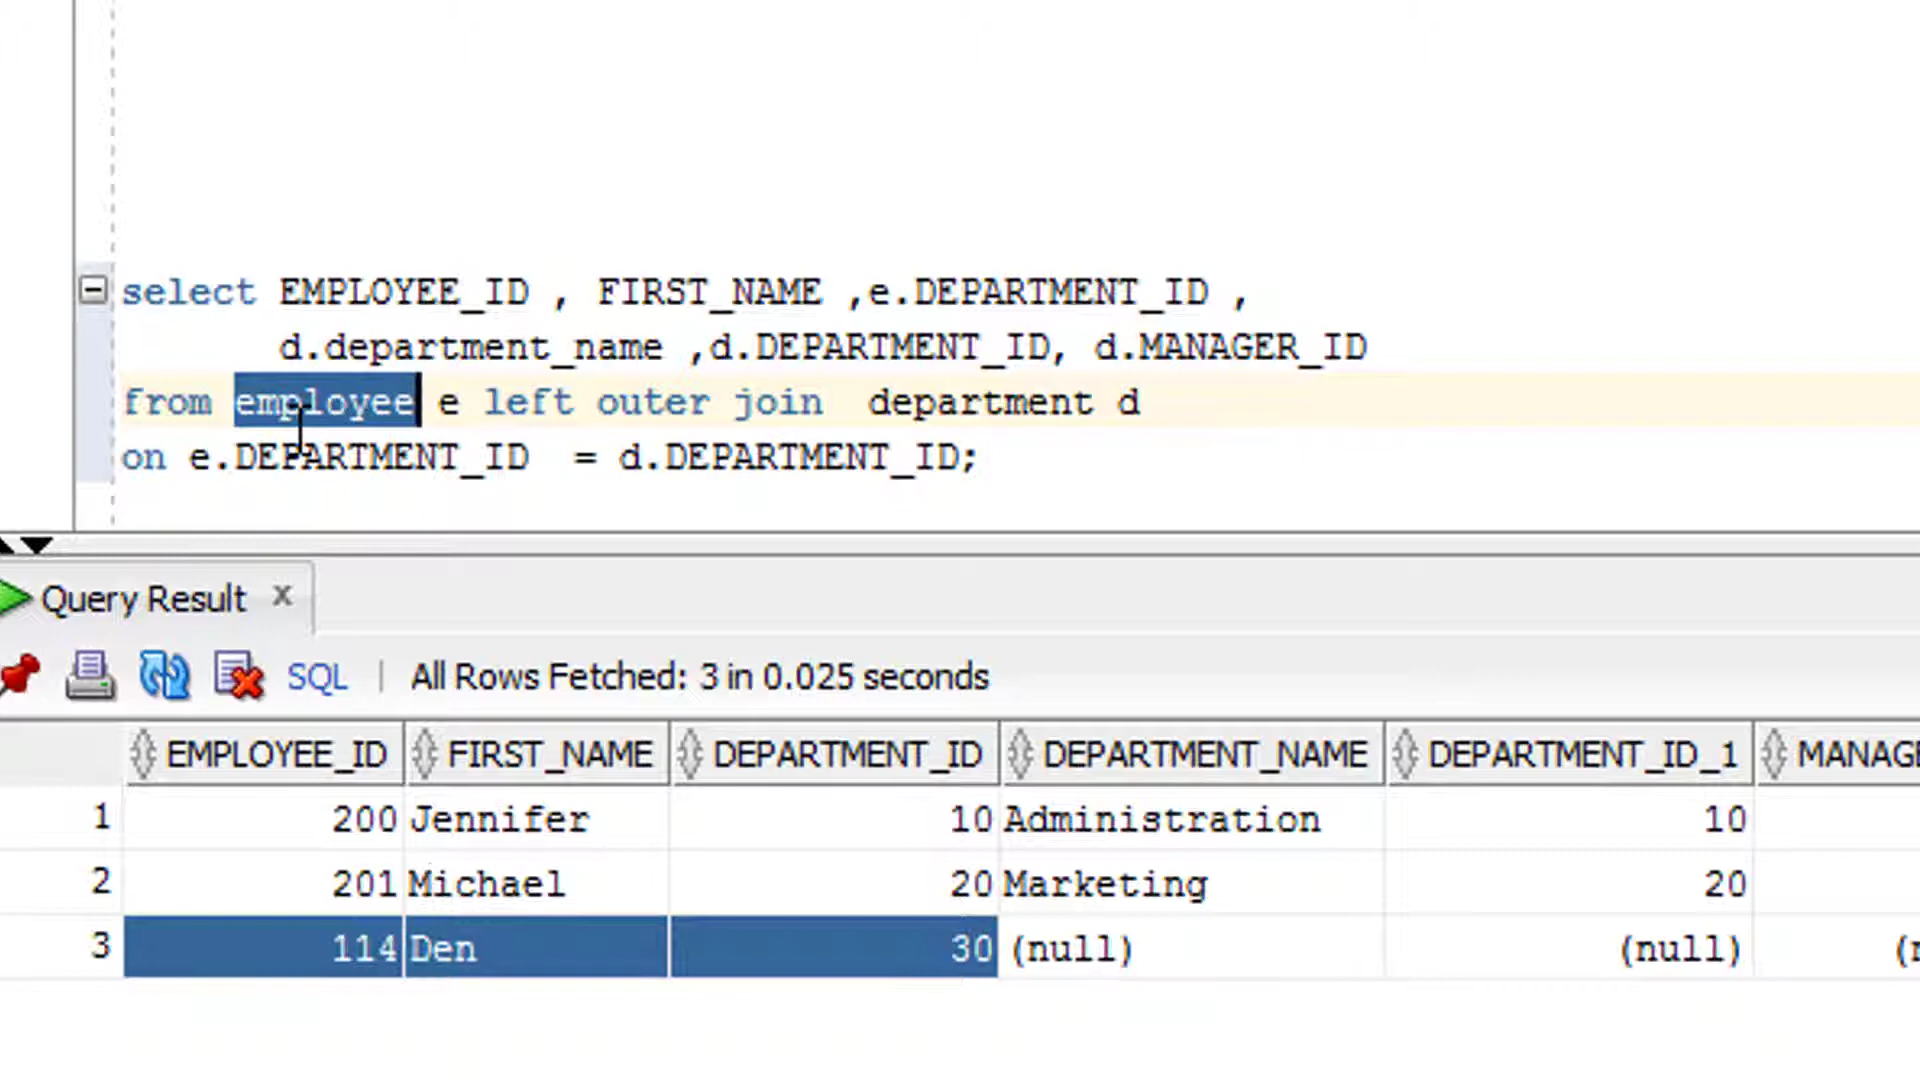 select EMPLOYEE_ID , FIRST_NAME ,e.DEPARTMENT_ID ,
d.department_name ,d.DEPARTMENT_ID, d.MANAGER_ID
from employee e left outer join department d
on e.DEPARTMENT_ID = d.DEPARTMENT_ID;
Query Result x
SQL | All Rows Fetched: 3 in 0.025 seconds
EMPLOYEE_ID FIRST_NAME DEPARTMENT_ID DEPARTMENT_NAME DEPARTMENT_ID_1 MANAGE
1 200 Jennifer 10 Administration 10
2 201 Michael 20 Marketing 20
3 114 Den 30 (null) (null)